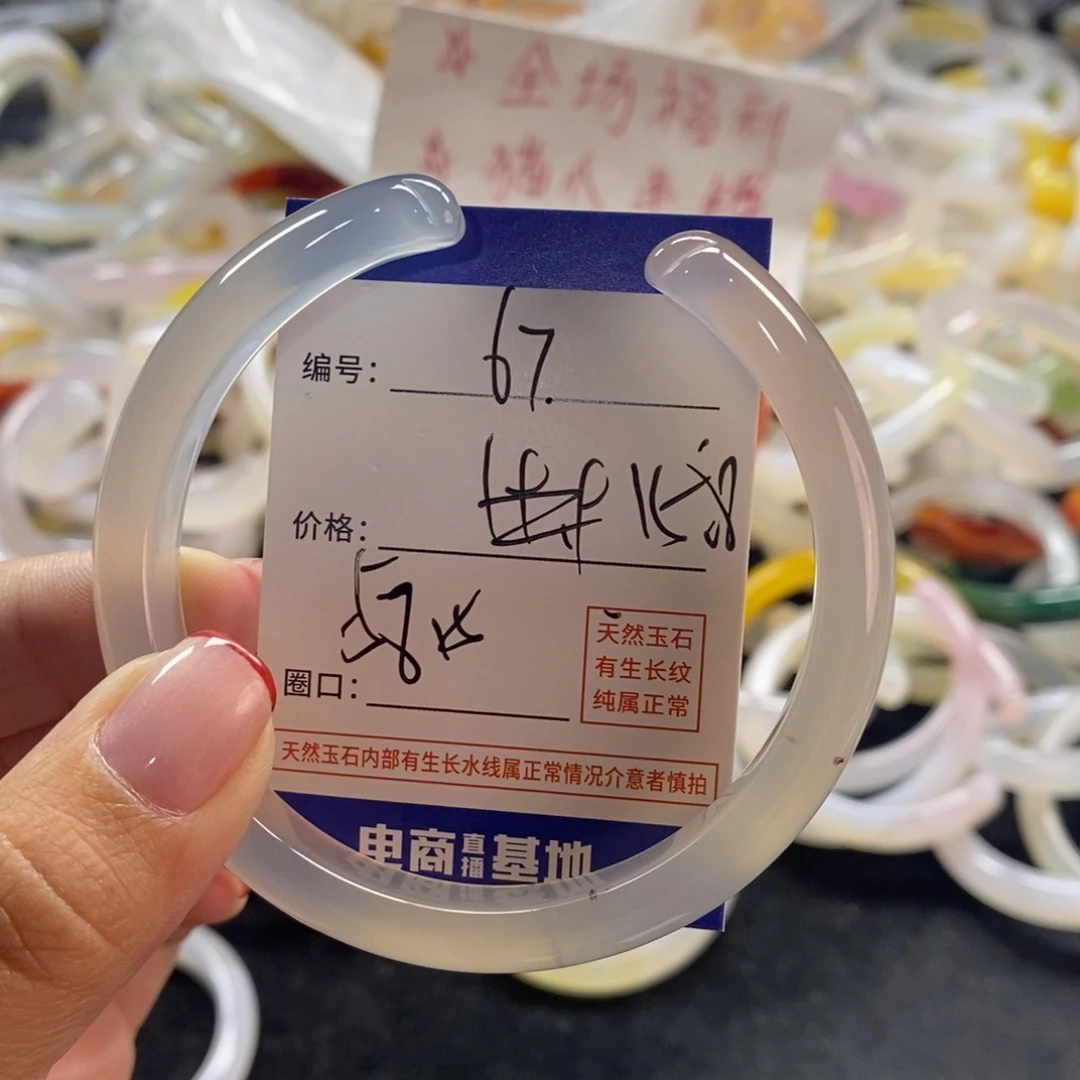 全场福利
编号： 67.
价格：
圈口：
天然玉石
有生长纹
纯属正常
天然玉石内部有生长水线属正常情况介意者慎拍
电商直播基地